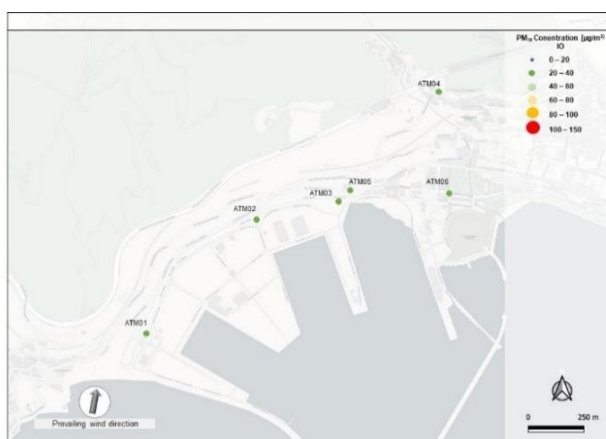 PM₁₀ Conentration [µg/m³]
IO
0 – 20
20 – 40
40 – 60
60 – 80
80 – 100
100 – 150
ATM04
ATM05
ATM06
ATM03
ATM02
ATM01
Prevailing wind direction
0 250 m